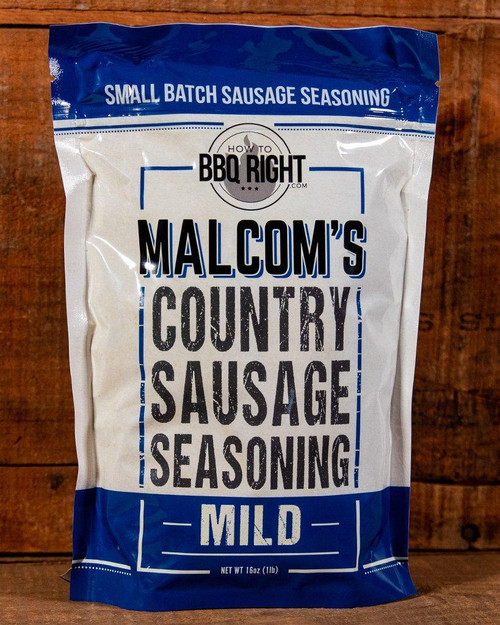 SMALL BATCH SAUSAGE SEASONING
HOW TO
BBQ RIGHT
.COM
MALCOM'S
COUNTRY
SAUSAGE
SEASONING
MILD
NET WT 16oz (1lb)